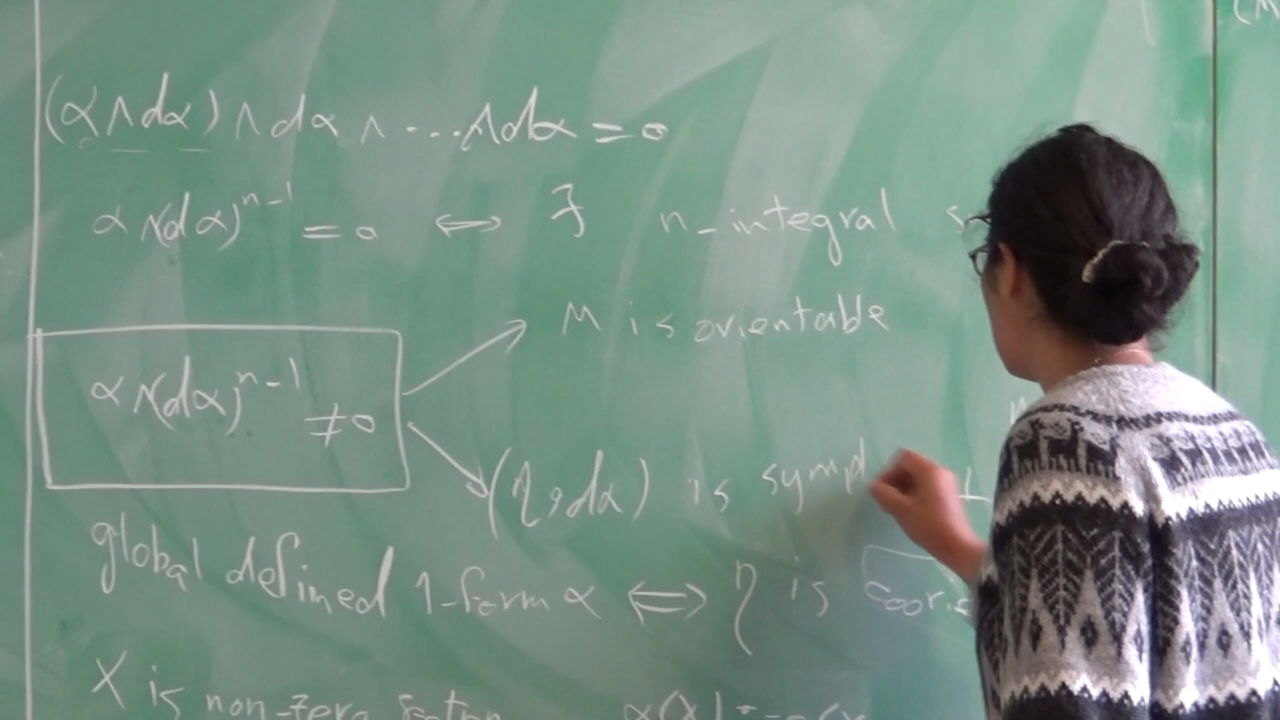 (α ∧ dα) ∧ dα ∧ ... ∧ dα = 0
α ∧ (dα)ⁿ⁻¹ = 0 ↔ ∃ n-integral
M is orientable
α ∧ (dα)ⁿ⁻¹ ≠ 0
(η, dα) is sympl
global defined 1-form α ⟺ η is coorie
X is non-zero section